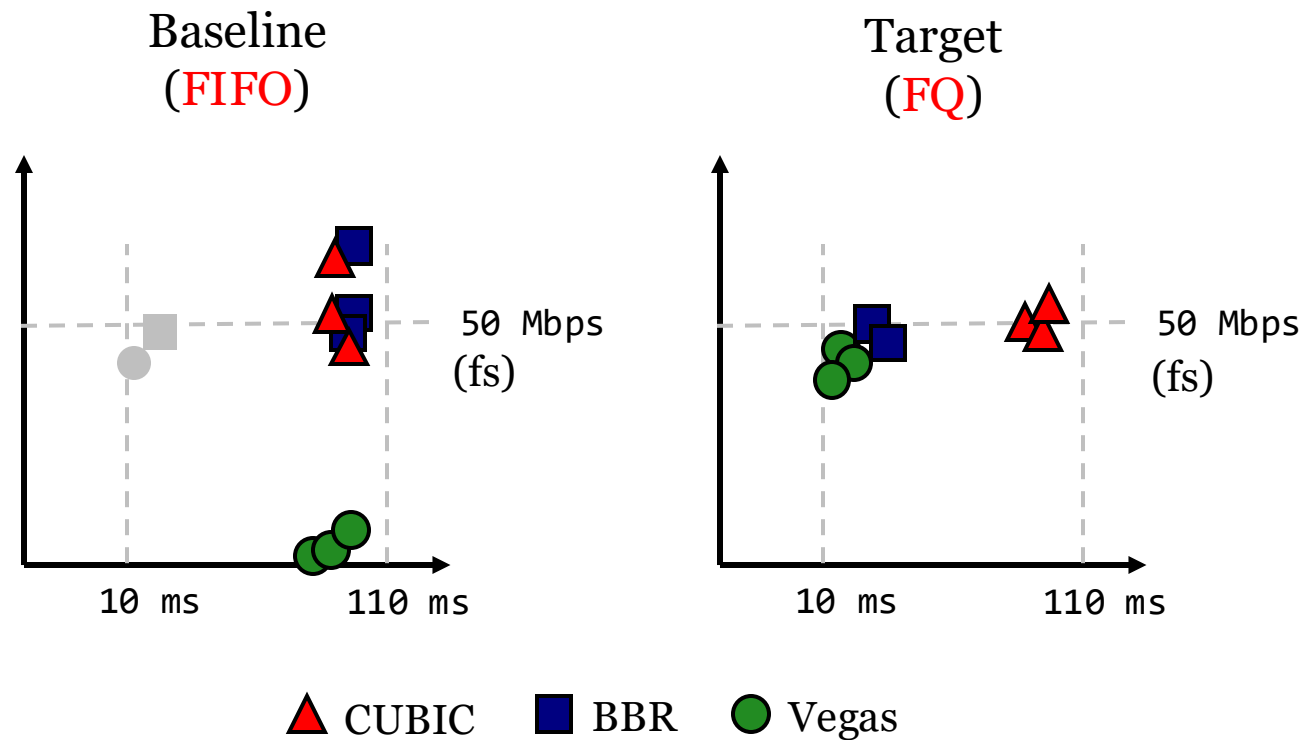 Baseline
(FIFO)
Target
(FQ)
50 Mbps
(fs)
10 ms
110 ms
50 Mbps
(fs)
10 ms
110 ms
CUBIC
BBR
Vegas